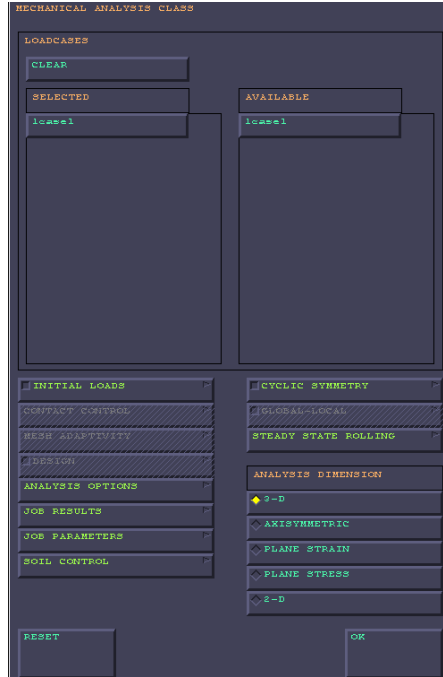 MECHANICAL ANALYSIS CLASS
LOADCASES
CLEAR
SELECTED
AVAILABLE
lcase1
lcase1
INITIAL LOADS
CYCLIC SYMMETRY
CONTACT CONTROL
GLOBAL-LOCAL
MESH ADAPTIVITY
STEADY STATE ROLLING
DESIGN
ANALYSIS DIMENSION
ANALYSIS OPTIONS
3-D
JOB RESULTS
AXISYMMETRIC
JOB PARAMETERS
PLANE STRAIN
SOIL CONTROL
PLANE STRESS
2-D
RESET
OK